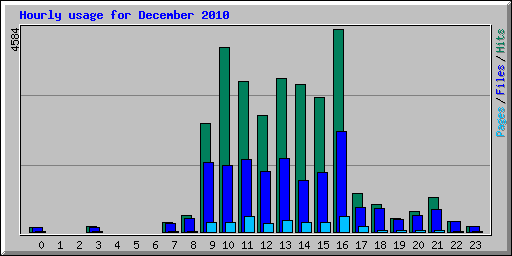 Hourly usage for December 2010
4584
Pages / Files / Hits
0 1 2 3 4 5 6 7 8 9 10 11 12 13 14 15 16 17 18 19 20 21 22 23